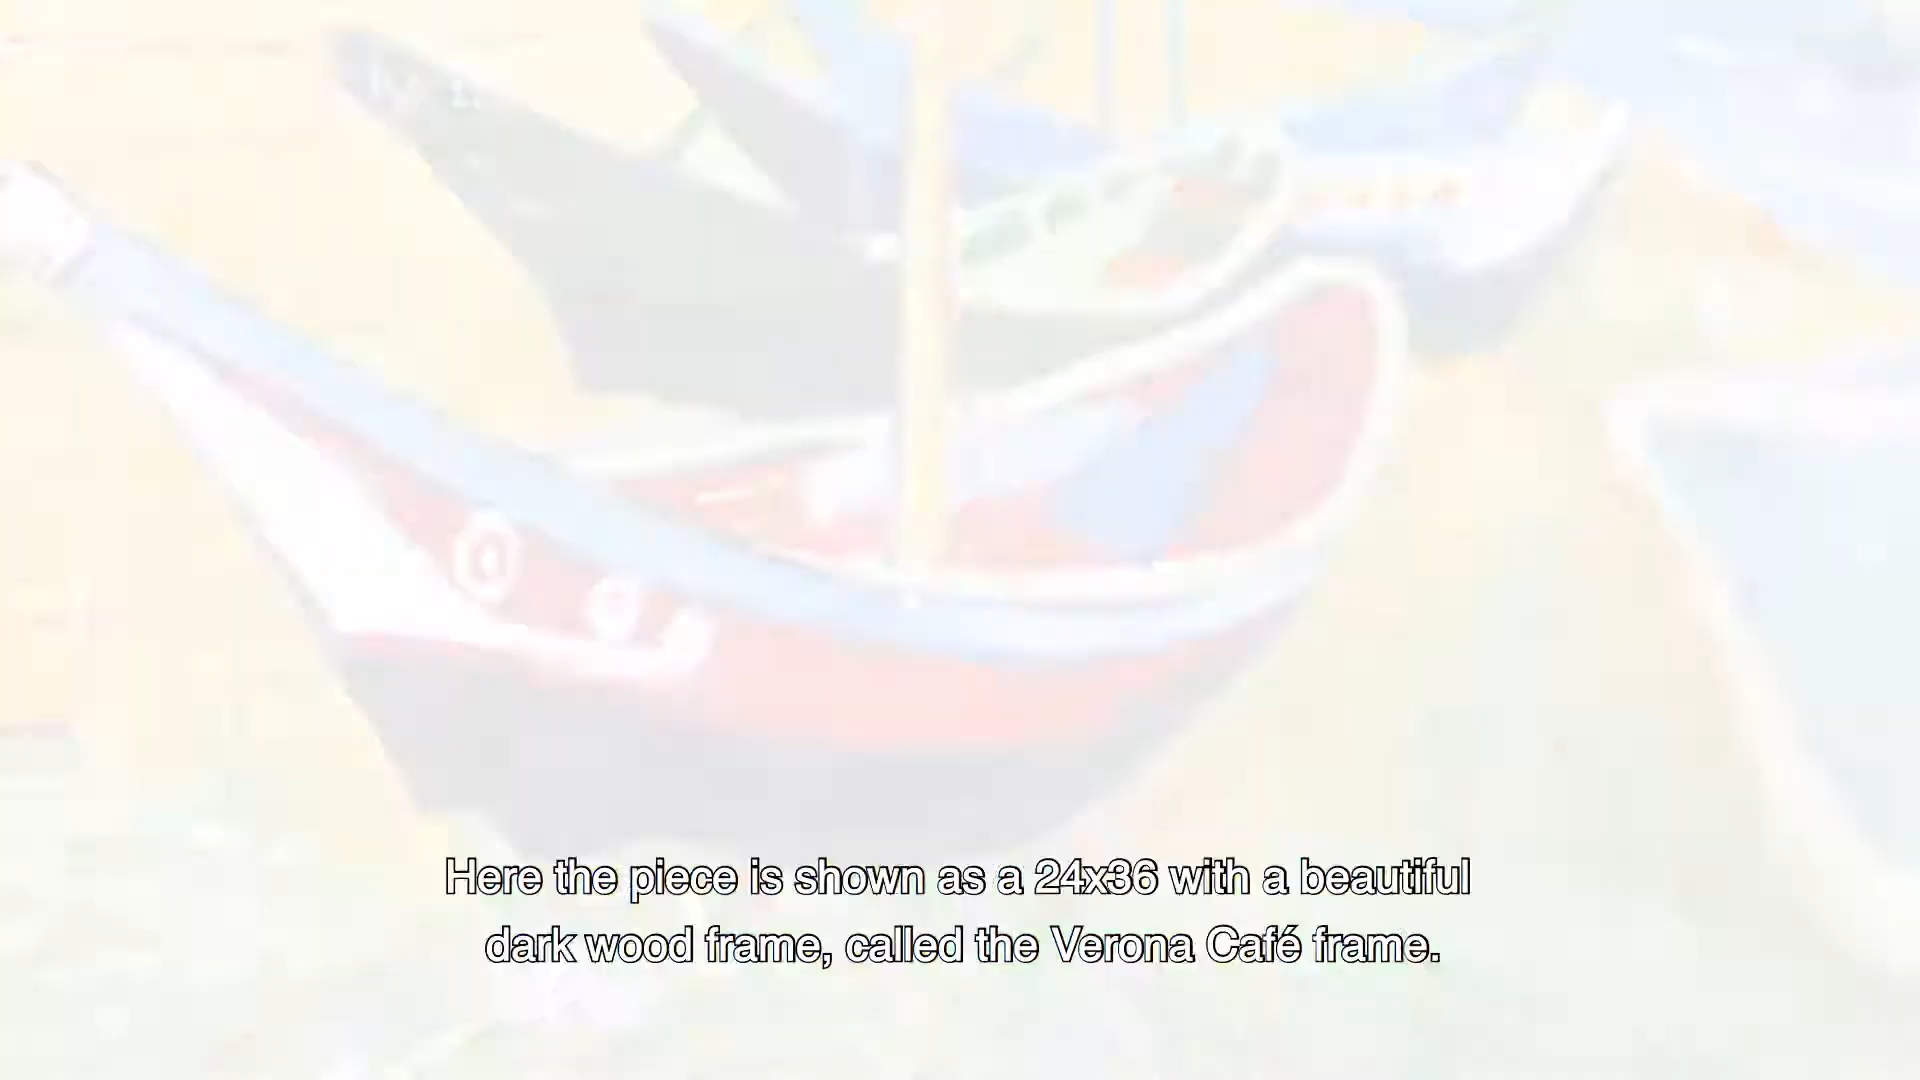 Here the piece is shown as a 24x36 with a beautiful
dark wood frame, called the Verona Café frame.